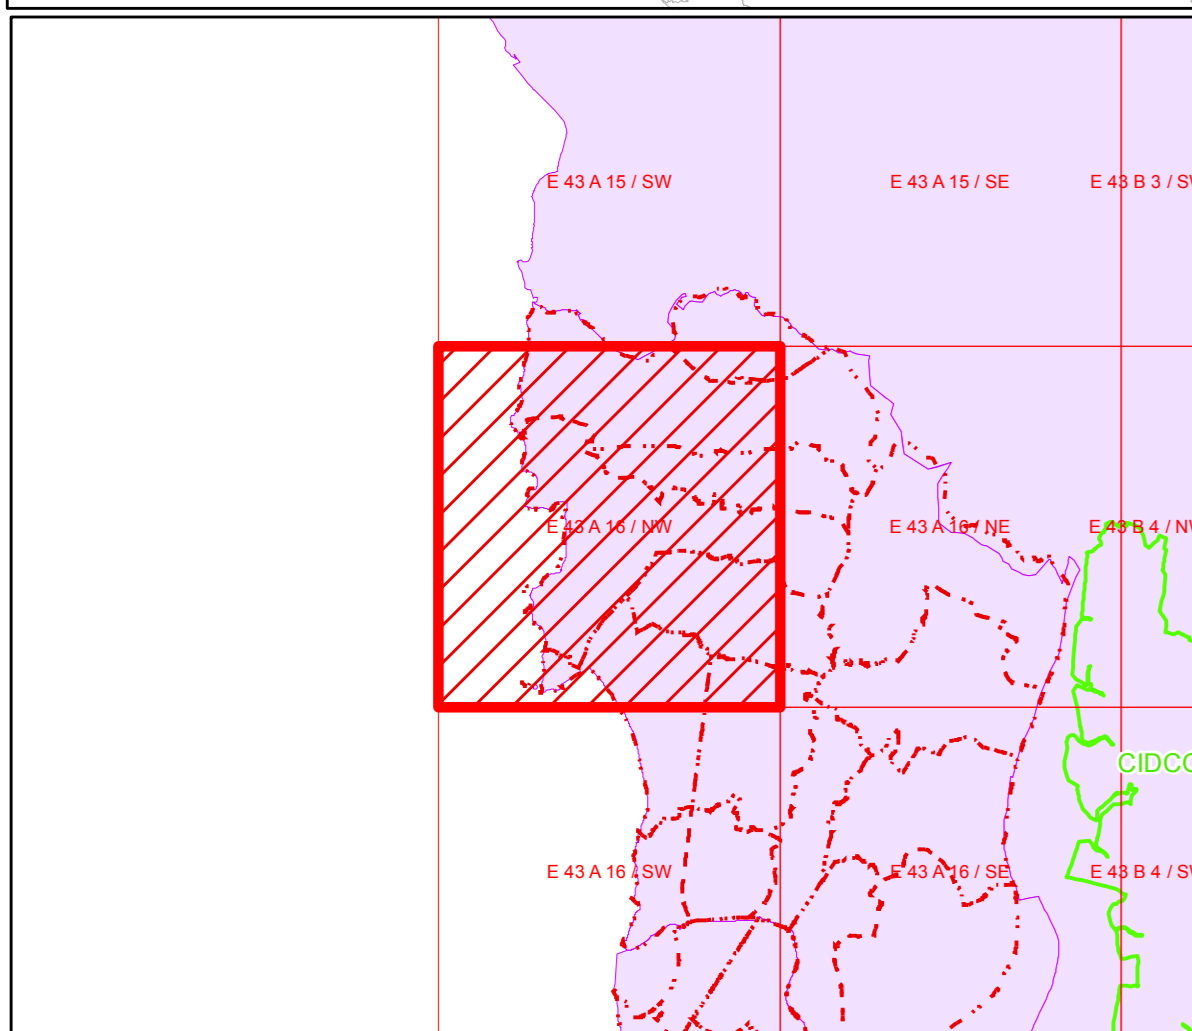 E 43 A 15 / SW
E 43 A 15 / SE
E 43 B 3 / SW
E 43 A 16 / NW
E 43 A 16 / NE
E 43 B 4 / NW
CIDCO
E 43 A 16 / SW
E 43 A 16 / SE
E 43 B 4 / SW